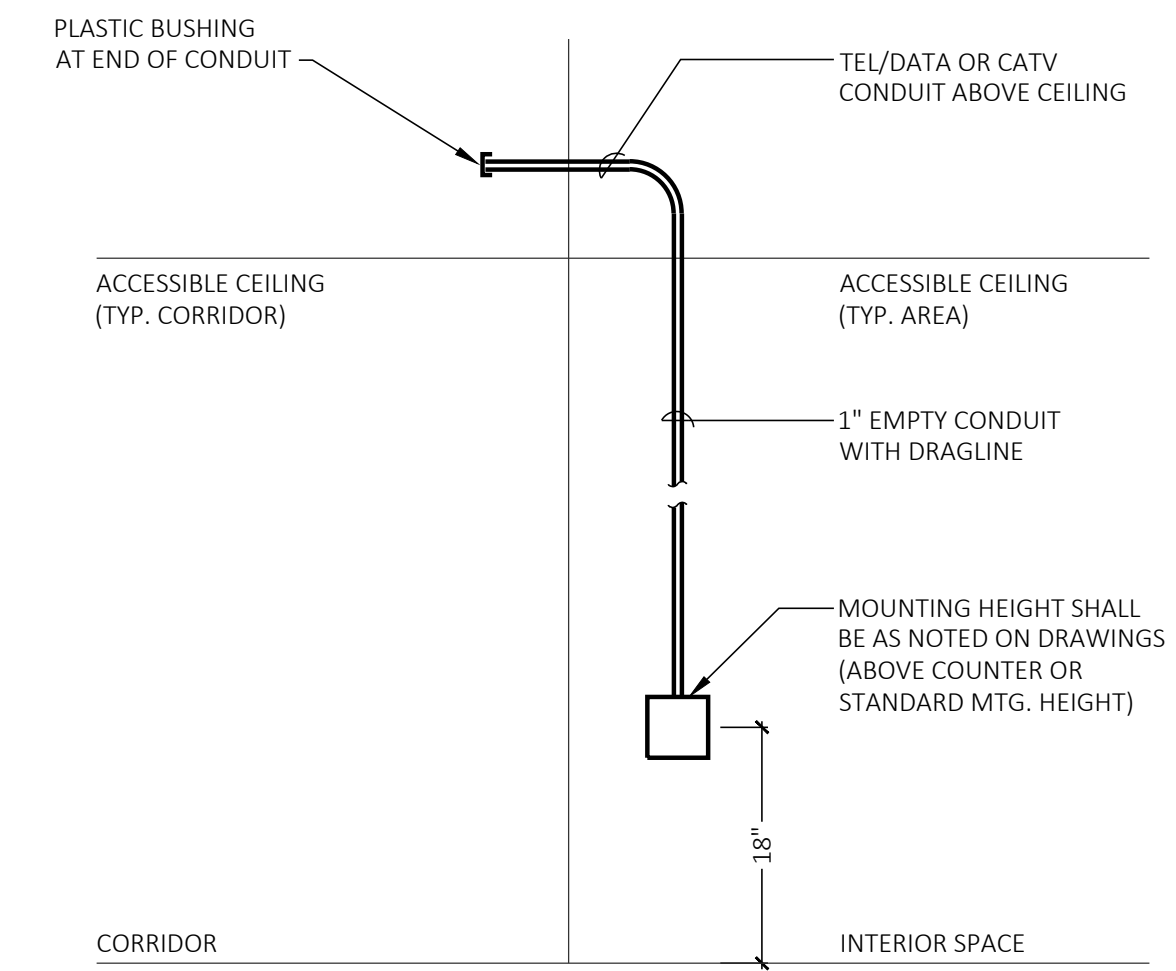 PLASTIC BUSHING
AT END OF CONDUIT
TEL/DATA OR CATV
CONDUIT ABOVE CEILING
ACCESSIBLE CEILING
(TYP. CORRIDOR)
ACCESSIBLE CEILING
(TYP. AREA)
1" EMPTY CONDUIT
WITH DRAGLINE
MOUNTING HEIGHT SHALL
BE AS NOTED ON DRAWINGS
(ABOVE COUNTER OR
STANDARD MTG. HEIGHT)
18"
CORRIDOR
INTERIOR SPACE